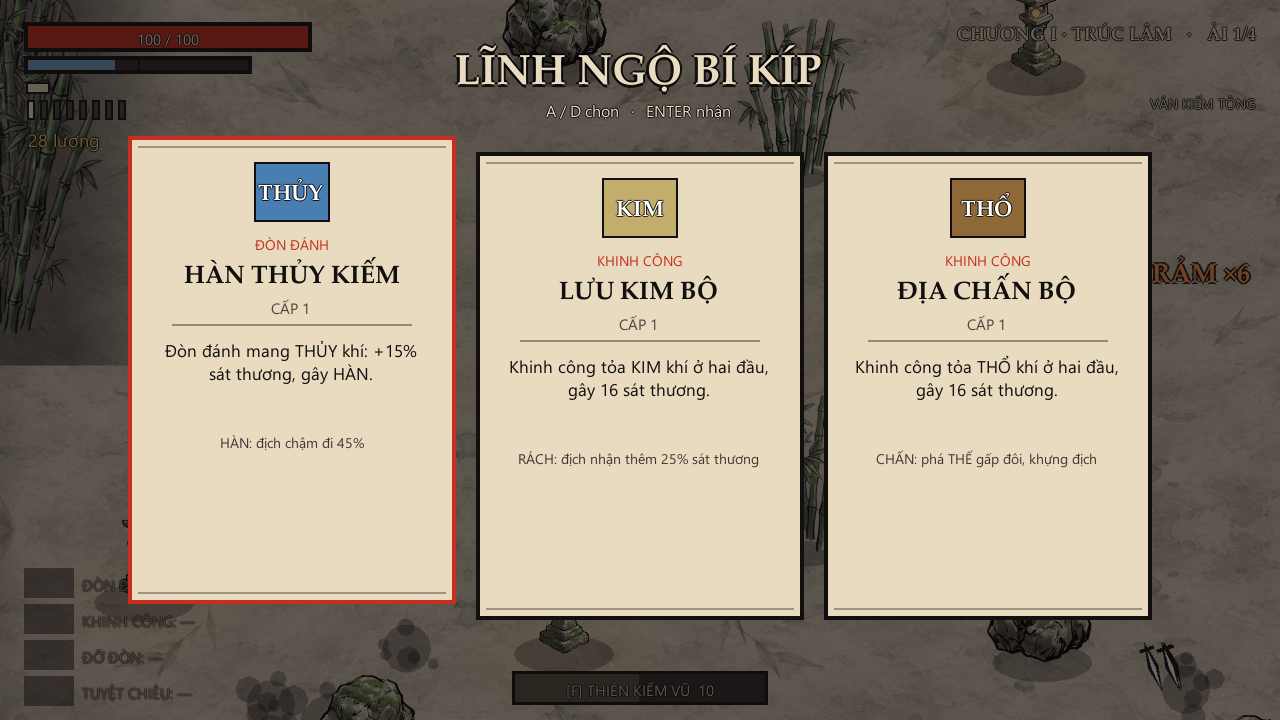 100 / 100
CHƯƠNG I · TRÚC LÂM · ẢI 1/4
LĨNH NGỘ BÍ KÍP
A / D chọn · ENTER nhận
VÂN KIẾM TÔNG
28 lượng
THỦY
ĐÒN ĐÁNH
HÀN THỦY KIẾM
CẤP 1
Đòn đánh mang THỦY khí: +15%
sát thương, gây HÀN.
HÀN: địch chậm đi 45%
KIM
KHINH CÔNG
LƯU KIM BỘ
CẤP 1
Khinh công tỏa KIM khí ở hai đầu,
gây 16 sát thương.
RÁCH: địch nhận thêm 25% sát thương
THỔ
KHINH CÔNG
ĐỊA CHẤN BỘ
CẤP 1
Khinh công tỏa THỔ khí ở hai đầu,
gây 16 sát thương.
CHẤN: phá THẾ gấp đôi, khựng địch
×6
ĐÒN
KHINH CÔNG: —
ĐỠ ĐÒN: —
TUYỆT CHIÊU: —
[F] THIÊN KIẾM VŨ 10